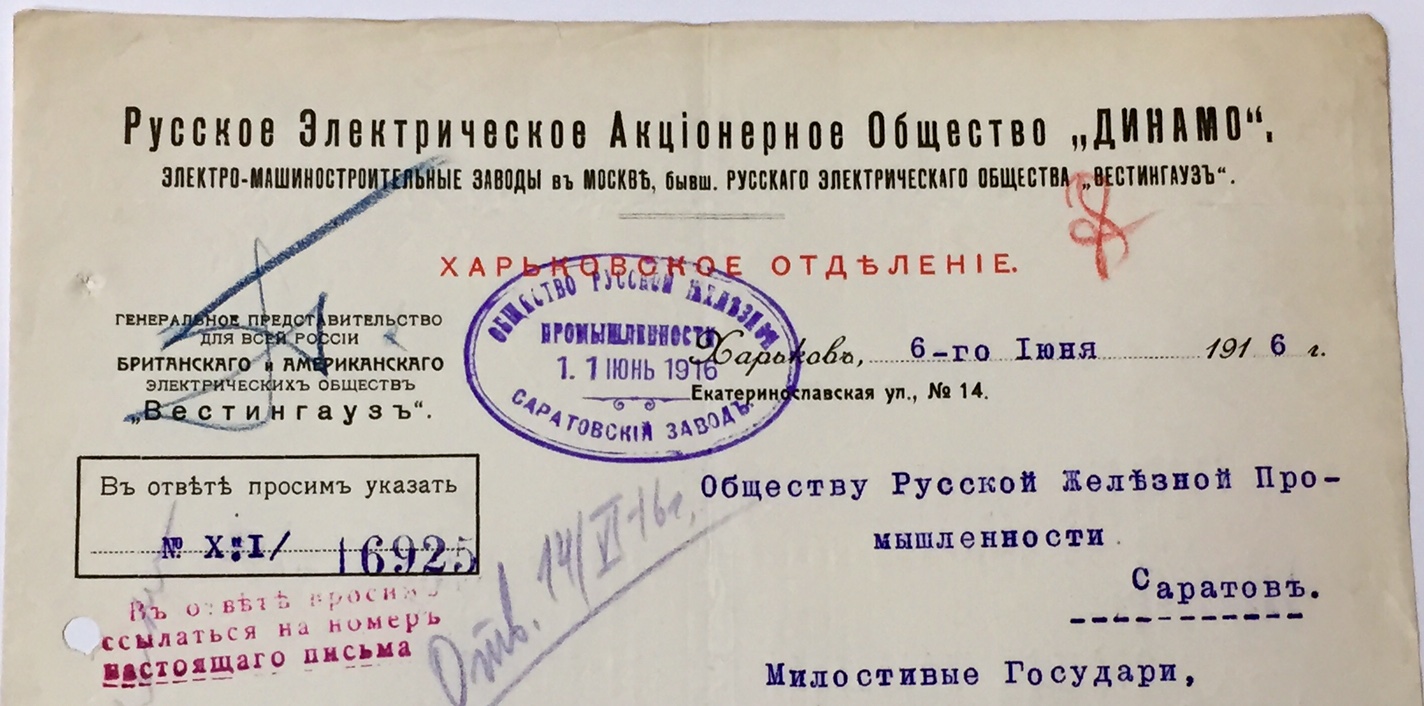 Русское Электрическое Акціонерное Общество „ДИНАМО“,
ЭЛЕКТРО-МАШИНОСТРОИТЕЛЬНЫЕ ЗАВОДЫ въ МОСКВѢ, бывш. РУССКАГО ЭЛЕКТРИЧЕСКАГО ОБЩЕСТВА „ВЕСТИНГАУЗЪ“.
ХАРЬКОВСКОЕ ОТДѢЛЕНІЕ.
ГЕНЕРАЛЬНОЕ ПРЕДСТАВИТЕЛЬСТВО
ДЛЯ ВСЕЙ РОССІИ
БРИТАНСКАГО и АМЕРИКАНСКАГО
ЭЛЕКТРИЧЕСКИХЪ ОБЩЕСТВЪ
„Вестингаузъ“.
ОБЩЕСТВО РУССКОЙ ЖЕЛѢЗНОЙ
ПРОМЫШЛЕННОСТИ
1. 1 ІЮНЬ 1916
САРАТОВСКІЙ ЗАВОДЪ.
Харьковъ, 6-го Іюня 1916 г.
Екатеринославская ул., № 14.
Въ отвѣтѣ просимъ указать
№ X:I/ 16925
Въ отвѣтѣ просимъ
ссылаться на номеръ
настоящаго письма
Отв. 14/VI-16г,
Обществу Русской Желѣзной Про-
мышленности
Саратовъ.
Милостивые Государи,